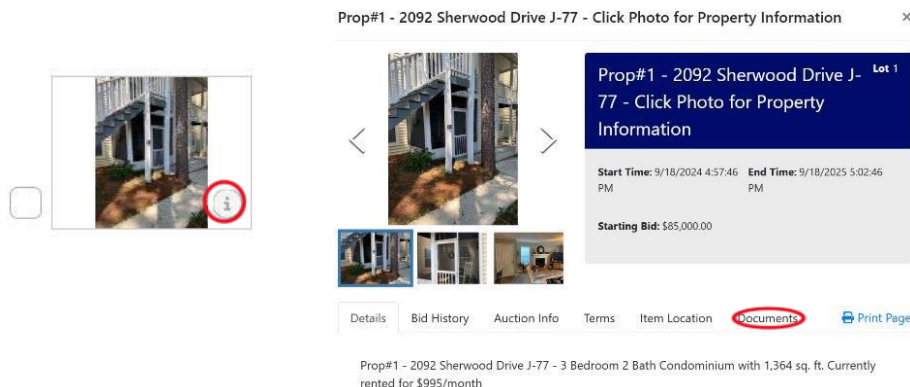 Prop#1 - 2092 Sherwood Drive J-77 - Click Photo for Property Information ×
Prop#1 - 2092 Sherwood Drive J- Lot 1
77 - Click Photo for Property
Information
Start Time: 9/18/2024 4:57:46 End Time: 9/18/2025 5:02:46
PM PM
Starting Bid: $85,000.00
i
Details Bid History Auction Info Terms Item Location Documents Print Page
Prop#1 - 2092 Sherwood Drive J-77 - 3 Bedroom 2 Bath Condominium with 1,364 sq. ft. Currently
rented for $995/month